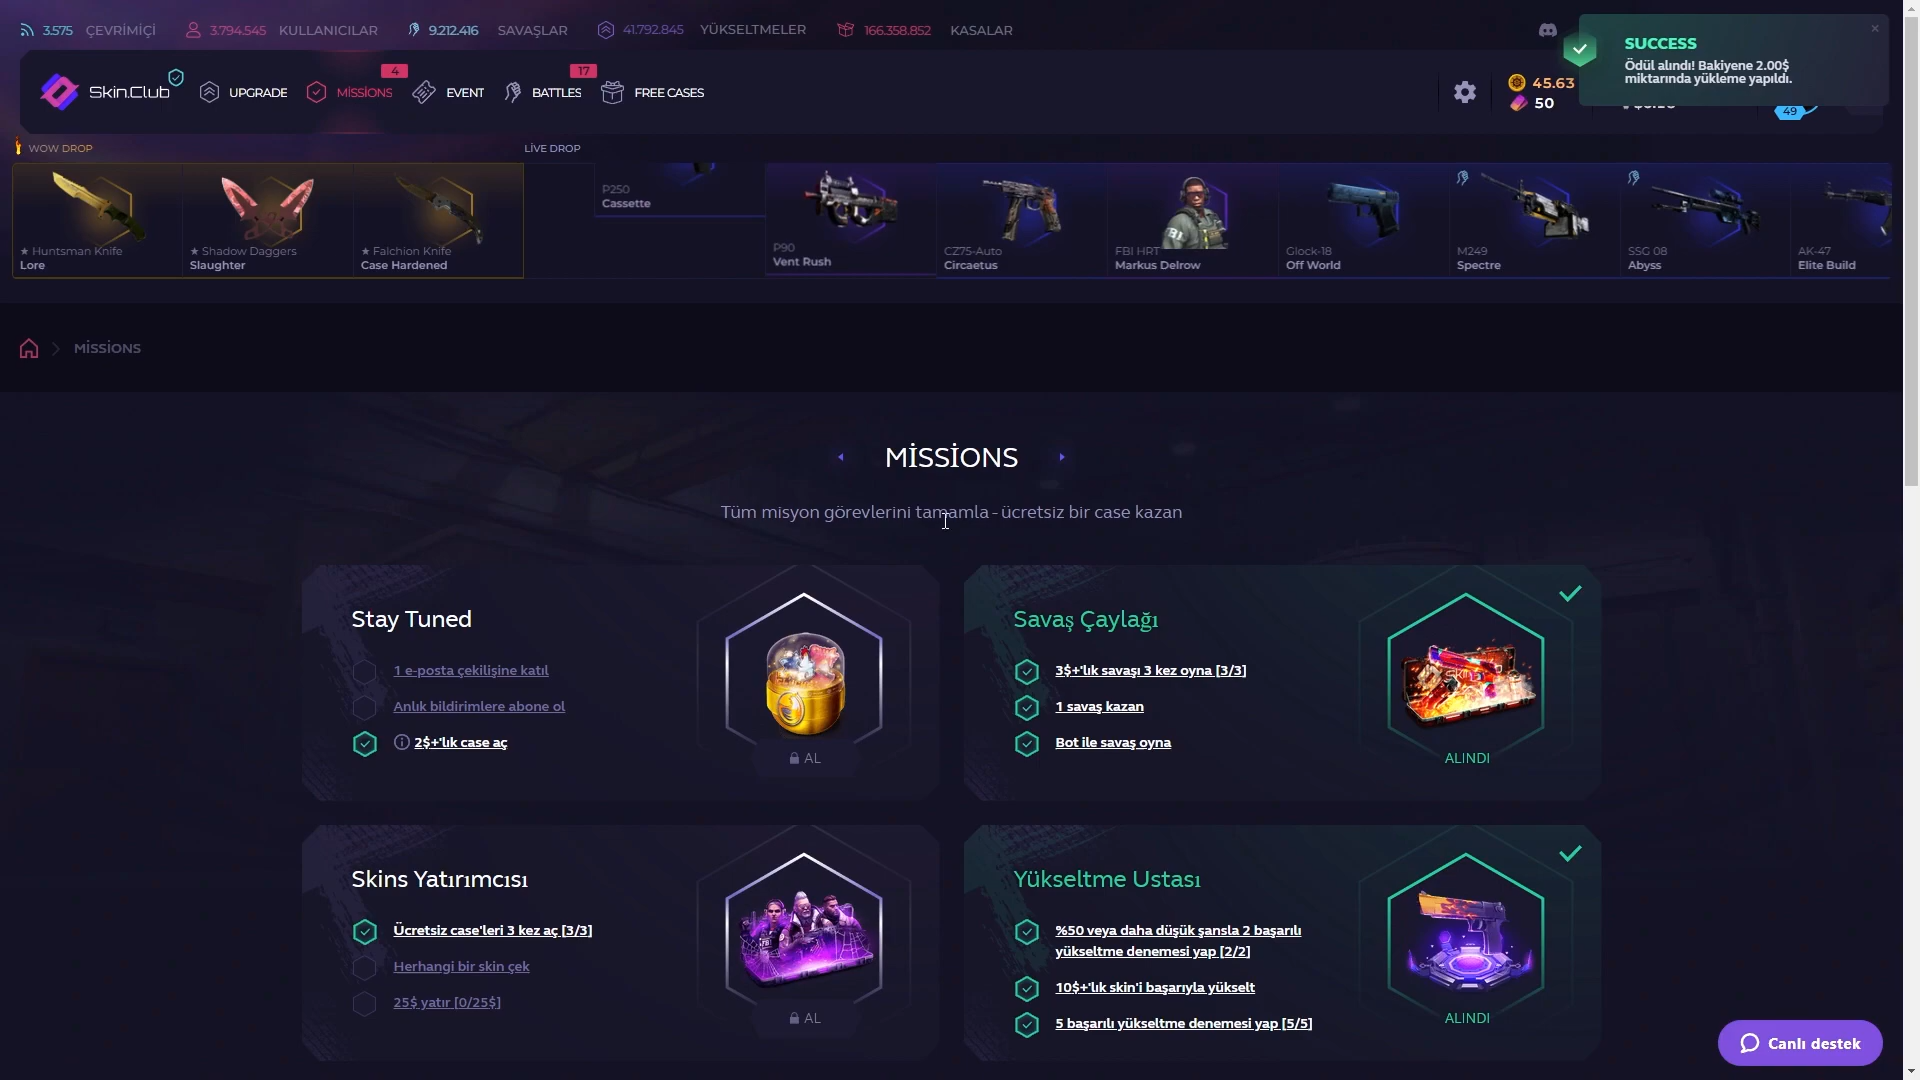 3.575 ÇEVRİMİÇİ 3.794.545 KULLANICILAR 9.212.416 SAVAŞLAR 41.792.845 YÜKSELTMELER 166.358.852 KASALAR
SUCCESS
Ödül alındı! Bakiyene 2.00$
miktarında yükleme yapıldı.
Skin.Club UPGRADE MİSSİONS 4 EVENT BATTLES 17 FREE CASES
45.63
50
49
WOW DROP
LİVE DROP
★ Huntsman Knife
Lore
★ Shadow Daggers
Slaughter
★ Falchion Knife
Case Hardened
P250
Cassette
P90
Vent Rush
CZ75-Auto
Circaetus
FBI HRT
Markus Delrow
Glock-18
Off World
M249
Spectre
SSG 08
Abyss
AK-47
Elite Build
MİSSİONS
MİSSİONS
Tüm misyon görevlerini tamamla - ücretsiz bir case kazan
Stay Tuned
1 e-posta çekilişine katıl
Anlık bildirimlere abone ol
2$+'lık case aç
AL
Savaş Çaylağı
3$+'lık savaşı 3 kez oyna [3/3]
1 savaş kazan
Bot ile savaş oyna
ALINDI
Skins Yatırımcısı
Ücretsiz case'leri 3 kez aç [3/3]
Herhangi bir skin çek
25$ yatır [0/25$]
AL
Yükseltme Ustası
%50 veya daha düşük şansla 2 başarılı
yükseltme denemesi yap [2/2]
10$+'lık skin'i başarıyla yükselt
5 başarılı yükseltme denemesi yap [5/5]
ALINDI
Canlı destek